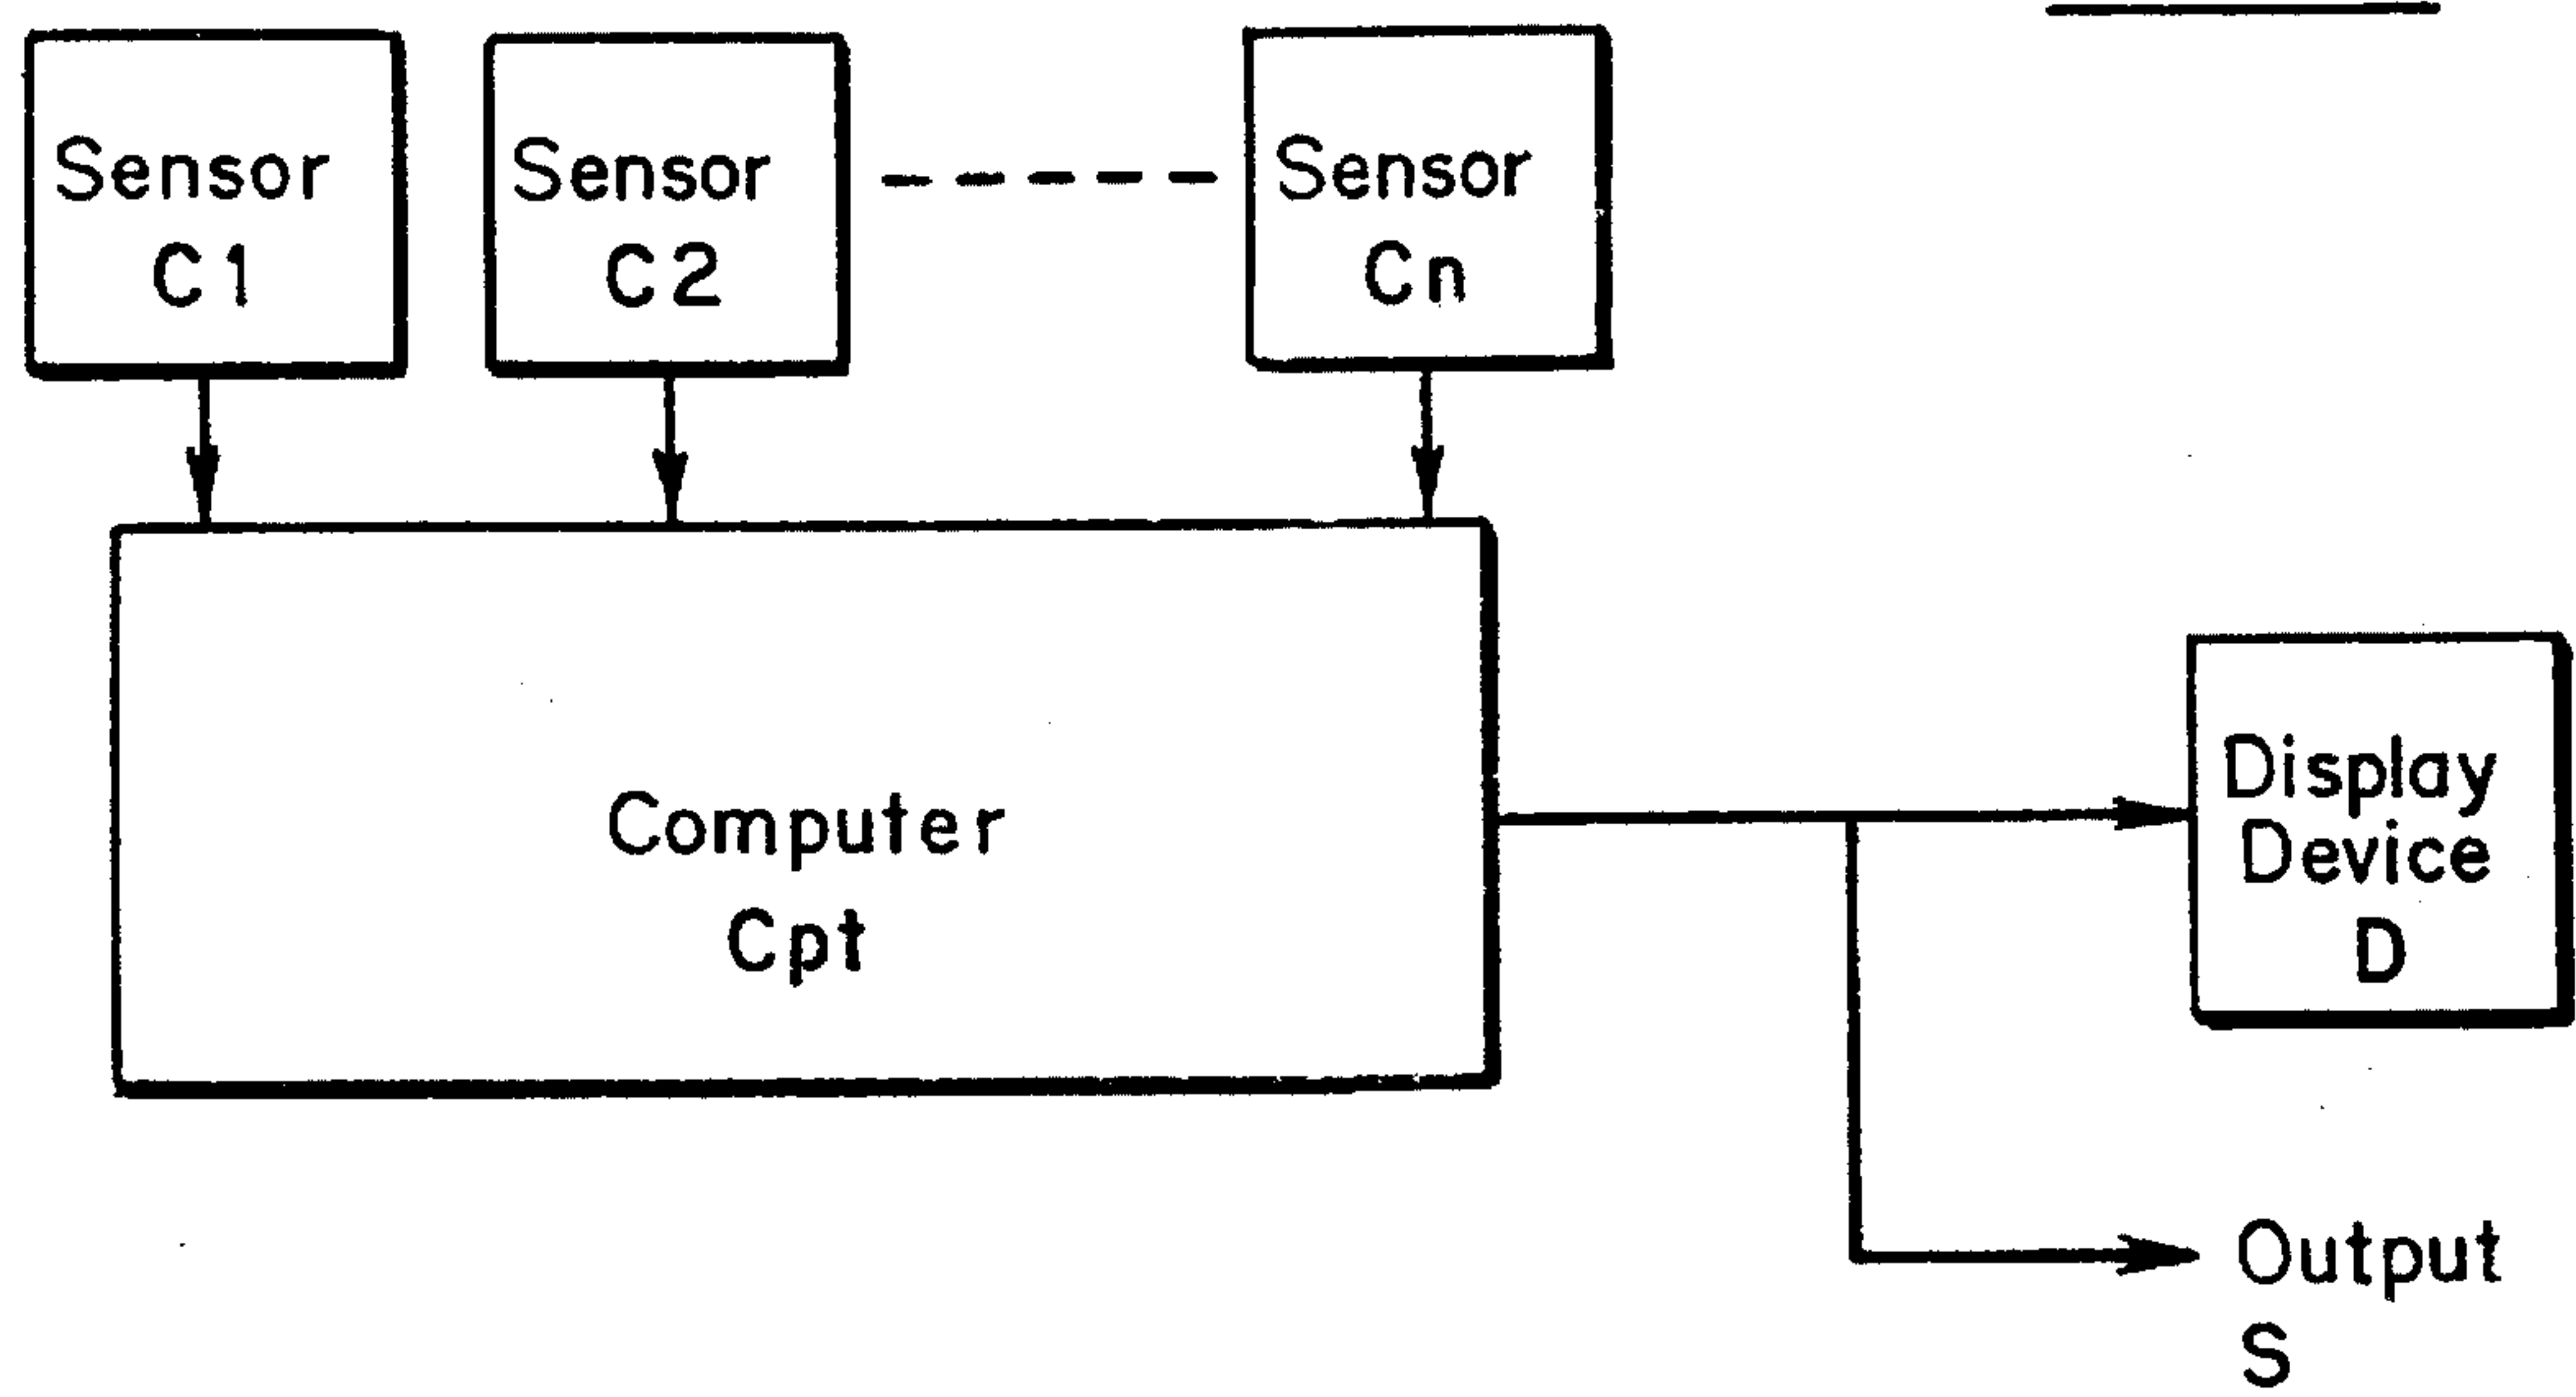 Sensor
C1
Sensor
C2
Sensor
Cn
Computer
Cpt
Display
Device
D
Output
S